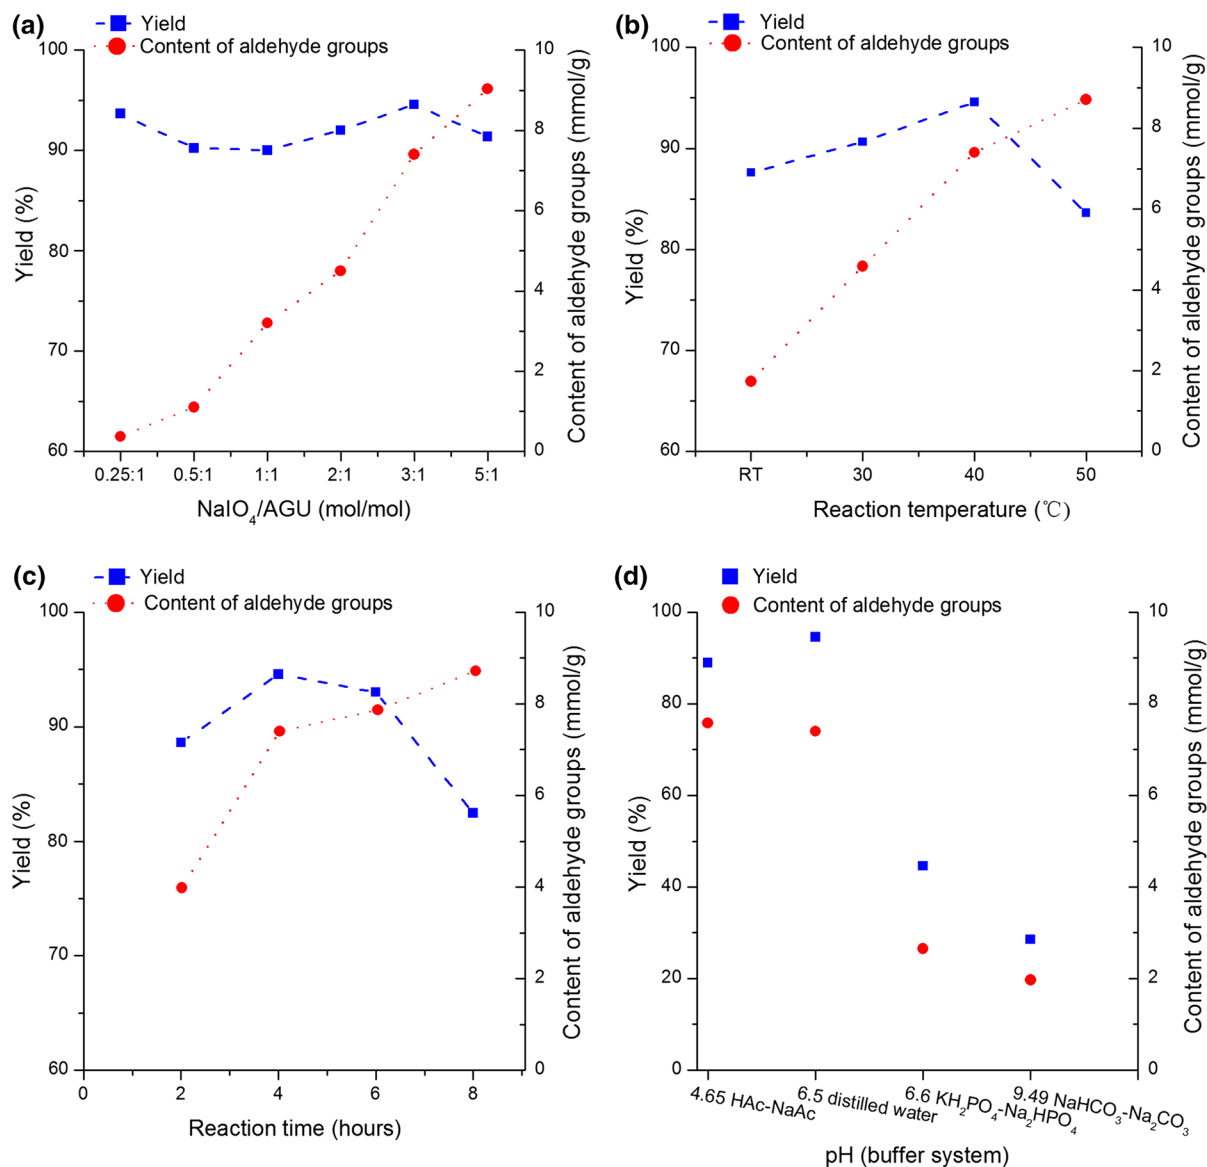 (a)
Yield
Content of aldehyde groups
100
90
80
70
60
Yield (%)
10
8
6
4
2
0
Content of aldehyde groups (mmol/g)
0.25:1 0.5:1 1:1 2:1 3:1 5:1
NaIO₄/AGU (mol/mol)
(b)
Yield
Content of aldehyde groups
100
90
80
70
60
Yield (%)
10
8
6
4
2
0
Content of aldehyde groups (mmol/g)
RT 30 40 50
Reaction temperature (℃)
(c)
Yield
Content of aldehyde groups
100
90
80
70
60
Yield (%)
10
8
6
4
2
0
Content of aldehyde groups (mmol/g)
0 2 4 6 8
Reaction time (hours)
(d)
Yield
Content of aldehyde groups
100
80
60
40
20
0
Yield (%)
10
8
6
4
2
0
Content of aldehyde groups (mmol/g)
4.65 HAc-NaAc
6.5 distilled water
6.6 KH₂PO₄-Na₂HPO₄
9.49 NaHCO₃-Na₂CO₃
pH (buffer system)